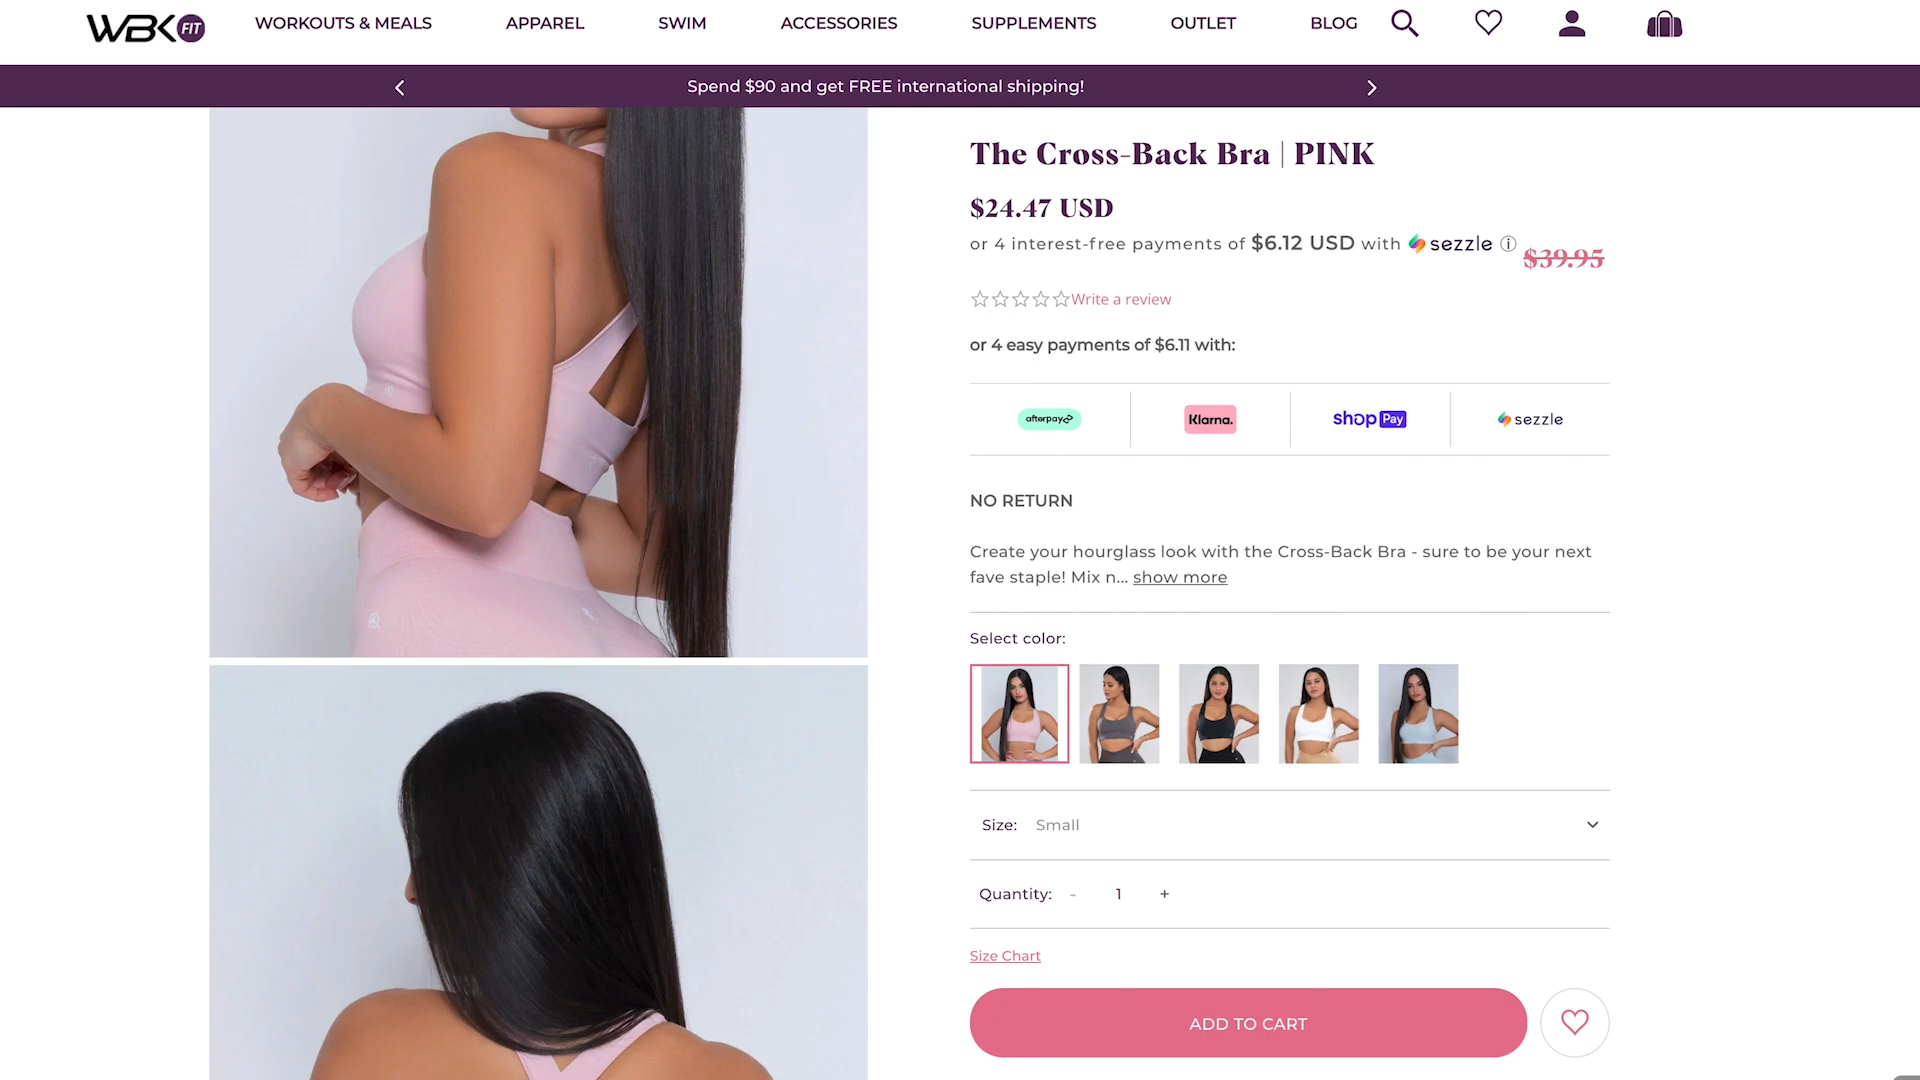 WBK FIT
WORKOUTS & MEALS
APPAREL
SWIM
ACCESSORIES
SUPPLEMENTS
OUTLET
BLOG
Spend $90 and get FREE international shipping!
The Cross-Back Bra | PINK
$24.47 USD
or 4 interest-free payments of $6.12 USD with sezzle
$39.95
Write a review
or 4 easy payments of $6.11 with:
afterpay
Klarna.
shop Pay
sezzle
NO RETURN
Create your hourglass look with the Cross-Back Bra - sure to be your next
fave staple! Mix n... show more
Select color:
Size: Small
Quantity: - 1 +
Size Chart
ADD TO CART